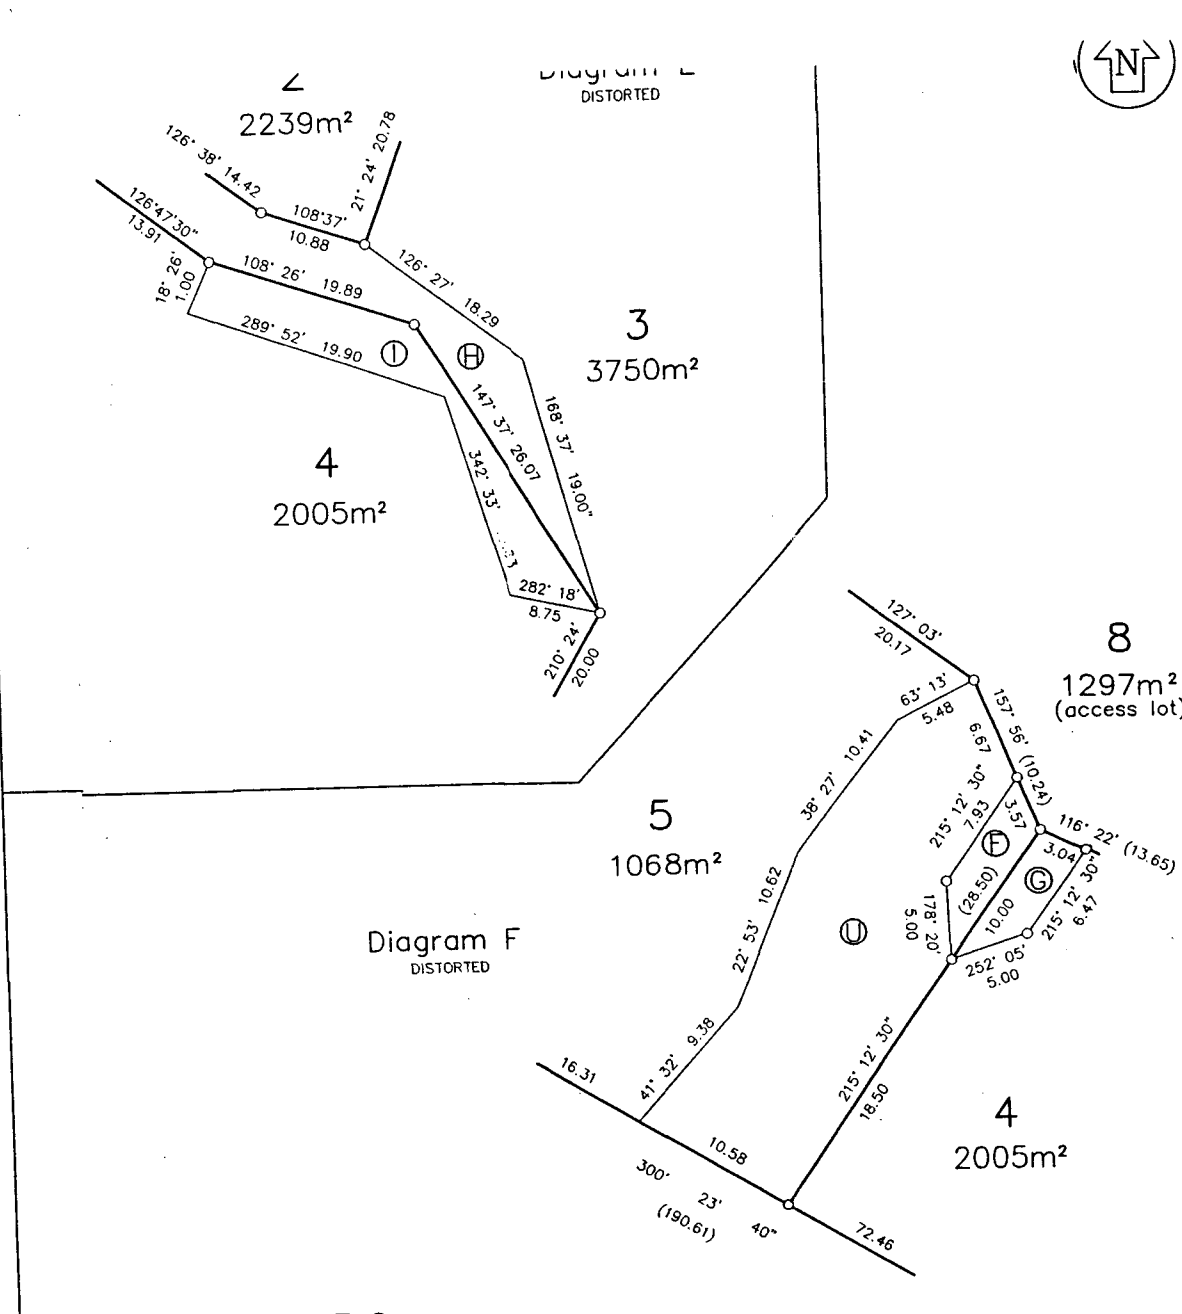 N
DISTORTED
2239m²
126° 38' 14.42
21° 24' 20.78
108°37'
10.88
126°47'30"
13.91
18° 26'
1.00
108° 26' 19.89
126° 27' 18.29
289° 52' 19.90
I
H
3
3750m²
147° 37' 26.07
168° 37' 19.00"
4
2005m²
342° 33'
282° 18'
8.75
210° 24'
20.00
127° 03'
20.17
8
1297m²
(access lot)
63° 13'
5.48
157° 56' (10.24)
6.67
38° 27' 10.41
215° 12' 30"
7.93
3.57
116° 22' (13.65)
3.04
5
1068m²
F
G
(28.50)
10.00
215° 12' 30"
6.47
22° 53' 10.62
178° 20'
5.00
U
252° 05'
5.00
Diagram F
DISTORTED
41° 32' 9.38
215° 12' 30"
18.50
16.31
10.58
300° 23' 40"
(190.61)
72.46
4
2005m²